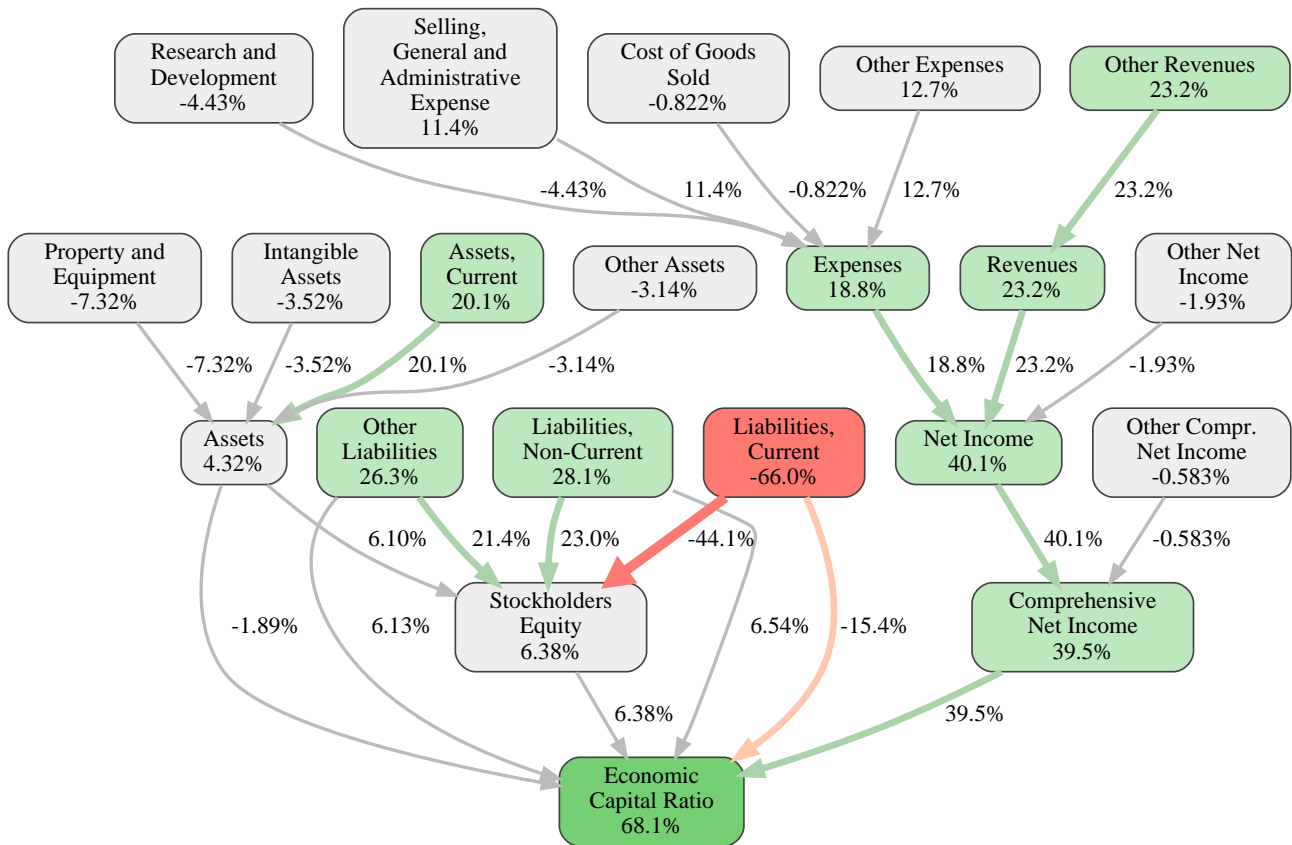 Research and
Development
-4.43%
Selling,
General and
Administrative
Expense
11.4%
Cost of Goods
Sold
-0.822%
Other Expenses
12.7%
Other Revenues
23.2%
-4.43%
11.4%
-0.822%
12.7%
23.2%
Property and
Equipment
-7.32%
Intangible
Assets
-3.52%
Assets,
Current
20.1%
Other Assets
-3.14%
Expenses
18.8%
Revenues
23.2%
Other Net
Income
-1.93%
-7.32%
-3.52%
20.1%
-3.14%
18.8%
23.2%
-1.93%
Assets
4.32%
Other
Liabilities
26.3%
Liabilities,
Non-Current
28.1%
Liabilities,
Current
-66.0%
Net Income
40.1%
Other Compr.
Net Income
-0.583%
6.10%
21.4%
23.0%
-44.1%
40.1%
-0.583%
Stockholders
Equity
6.38%
Comprehensive
Net Income
39.5%
-1.89%
6.13%
6.54%
-15.4%
6.38%
39.5%
Economic
Capital Ratio
68.1%